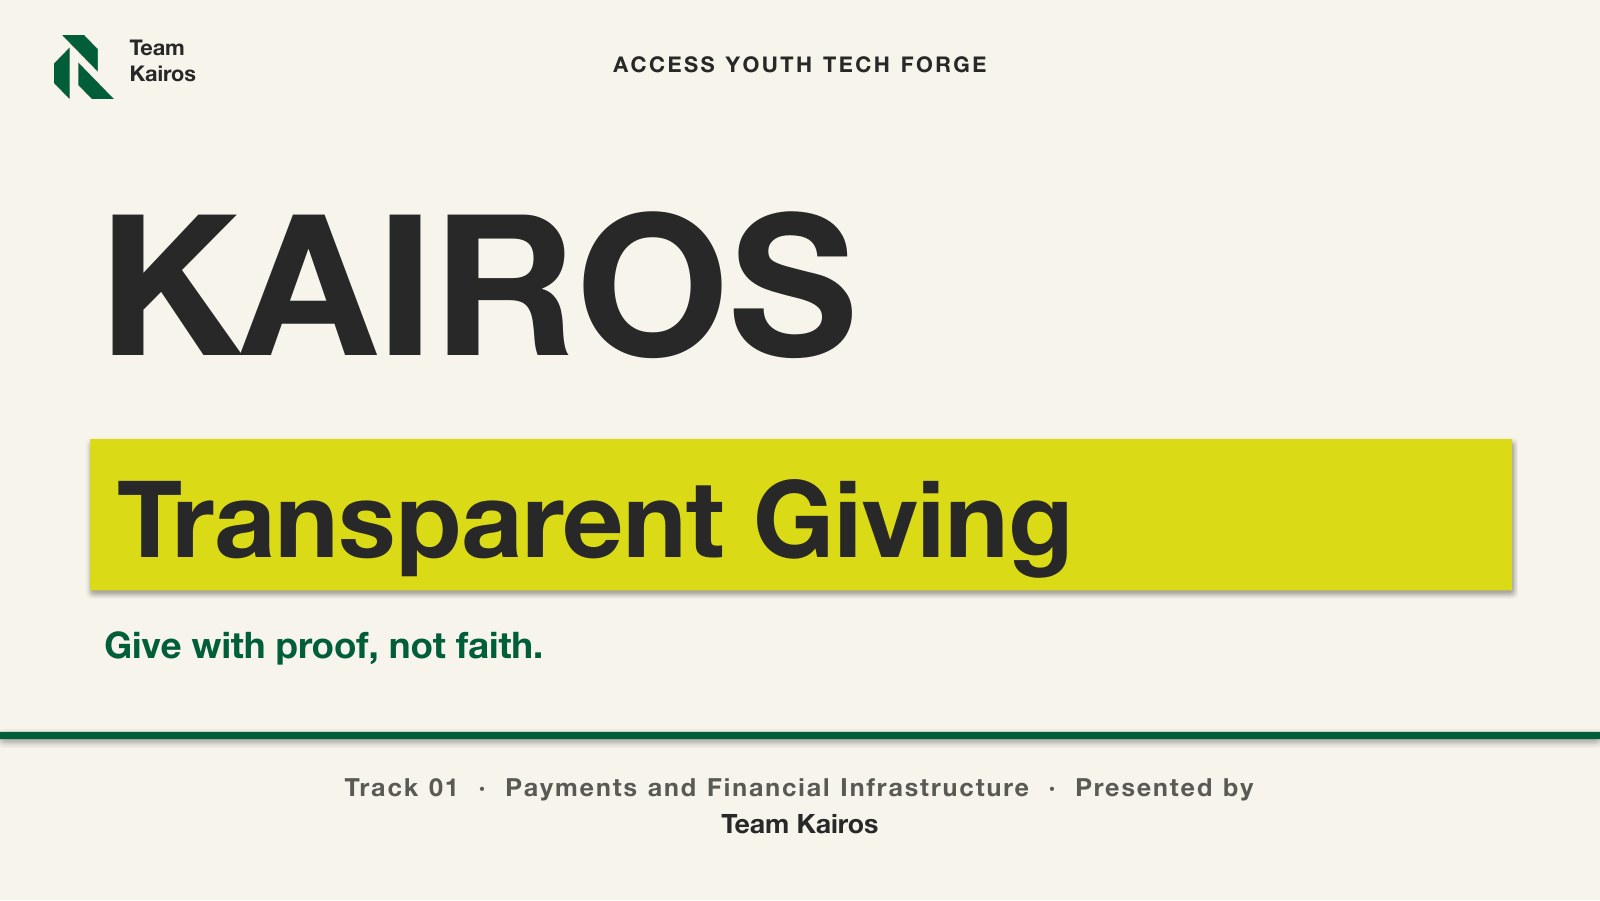 Team
Kairos
ACCESS YOUTH TECH FORGE
KAIROS
Transparent Giving
Give with proof, not faith.
Track 01 · Payments and Financial Infrastructure · Presented by
Team Kairos